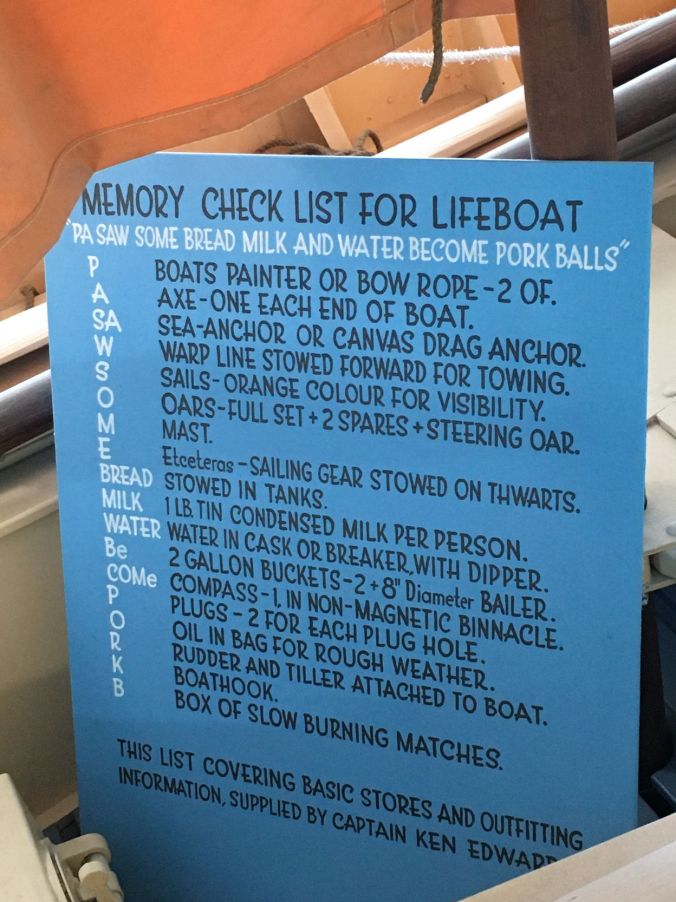 MEMORY CHECK LIST FOR LIFEBOAT
"PA SAW SOME BREAD MILK AND WATER BECOME PORK BALLS"
P BOATS PAINTER OR BOW ROPE - 2 OF.
A AXE - ONE EACH END OF BOAT.
SA SEA-ANCHOR OR CANVAS DRAG ANCHOR.
W WARP LINE STOWED FORWARD FOR TOWING.
S SAILS - ORANGE COLOUR FOR VISIBILITY.
O OARS - FULL SET + 2 SPARES + STEERING OAR.
M MAST.
E Etceteras - SAILING GEAR STOWED ON THWARTS.
BREAD STOWED IN TANKS.
MILK 1 LB. TIN CONDENSED MILK PER PERSON.
WATER WATER IN CASK OR BREAKER, WITH DIPPER.
Be 2 GALLON BUCKETS - 2 + 8" Diameter BAILER.
COMe COMPASS - 1, IN NON-MAGNETIC BINNACLE.
P PLUGS - 2 FOR EACH PLUG HOLE.
O OIL IN BAG FOR ROUGH WEATHER.
R RUDDER AND TILLER ATTACHED TO BOAT.
K BOATHOOK.
B BOX OF SLOW BURNING MATCHES.
THIS LIST COVERING BASIC STORES AND OUTFITTING
INFORMATION, SUPPLIED BY CAPTAIN KEN